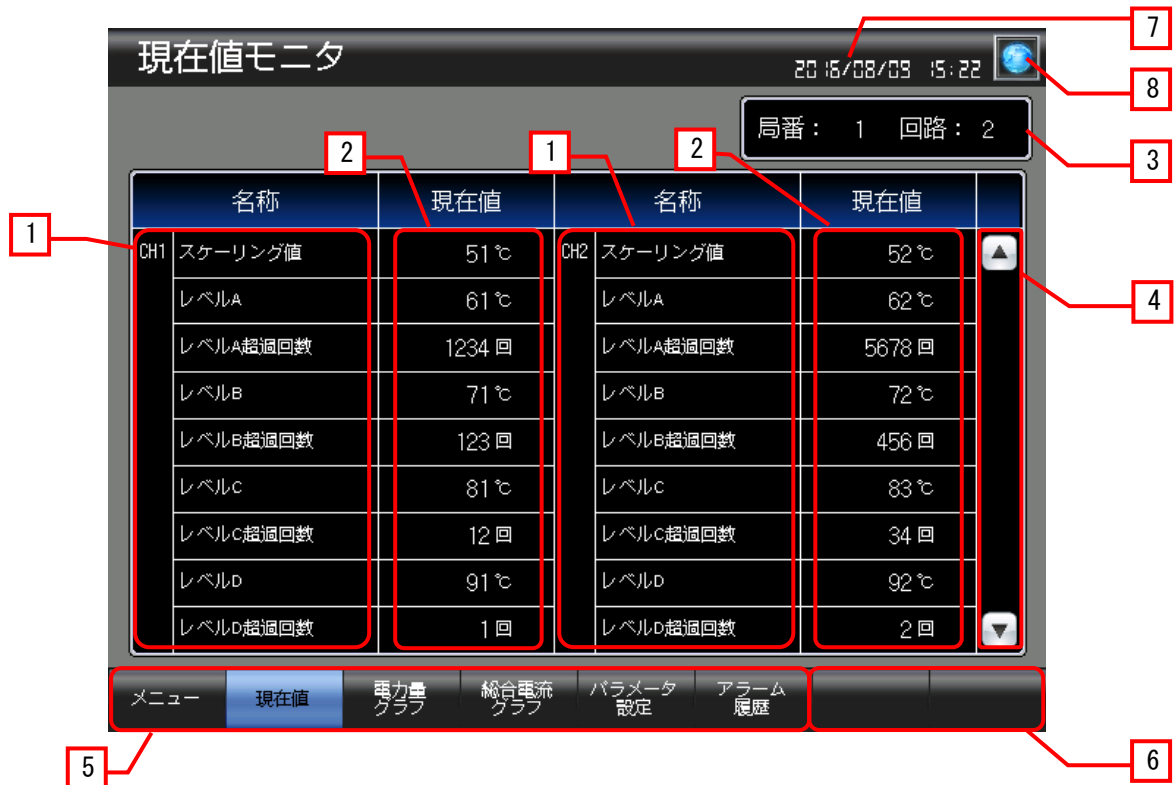 7
現在値モニタ
2016/08/09 15:22
8
局番： 1 回路： 2
3
2
1
2
名称 現在値 名称 現在値
1
CH1 スケーリング値 51℃ CH2 スケーリング値 52℃ ▲
レベルA 61℃ レベルA 62℃
4
レベルA超過回数 1234回 レベルA超過回数 5678回
レベルB 71℃ レベルB 72℃
レベルB超過回数 123回 レベルB超過回数 456回
レベルC 81℃ レベルC 83℃
レベルC超過回数 12回 レベルC超過回数 34回
レベルD 91℃ レベルD 92℃
レベルD超過回数 1回 レベルD超過回数 2回 ▼
メニュー 現在値 電力量グラフ 総合電流グラフ パラメータ設定 アラーム履歴
5
6